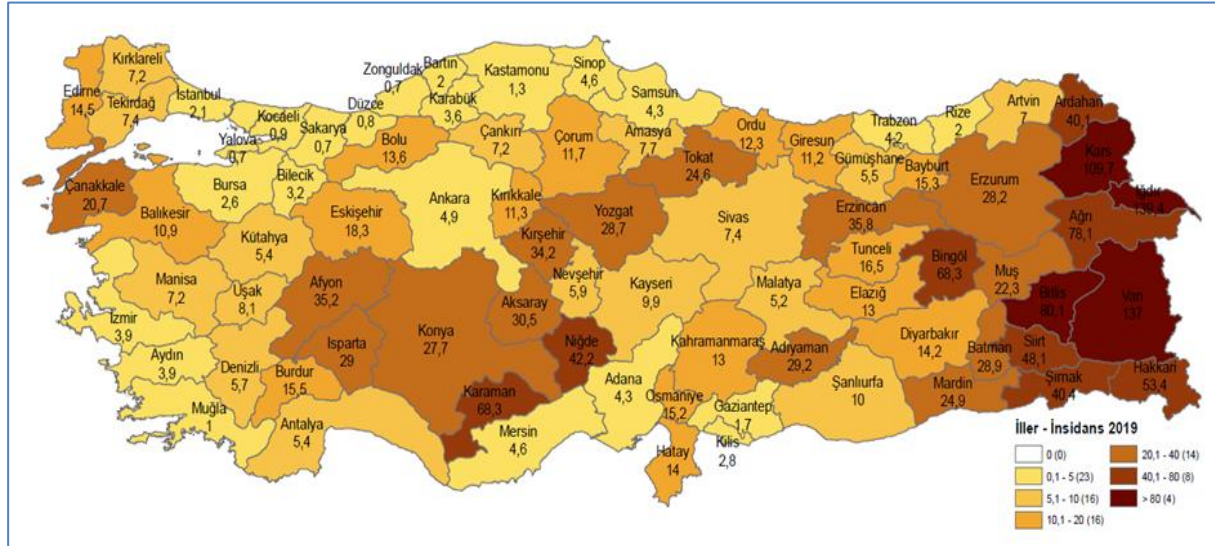 Kırklareli
7,2
Edirne
14,5
Tekirdağ
7,4
İstanbul
2,1
Kocaeli
0,9
Yalova
0,7
Sakarya
0,7
Düzce
0,8
Zonguldak
0,7
Bartın
2
Karabük
3,6
Kastamonu
1,3
Sinop
4,6
Samsun
4,3
Bolu
13,6
Çankırı
7,2
Çorum
11,7
Amasya
7,7
Tokat
24,6
Ordu
12,3
Giresun
11,2
Trabzon
4,2
Rize
2
Artvin
7
Ardahan
40,1
Kars
109,7
Iğdır
139,4
Gümüşhane
5,5
Bayburt
15,3
Erzurum
28,2
Ağrı
78,1
Çanakkale
20,7
Balıkesir
10,9
Bursa
2,6
Bilecik
3,2
Eskişehir
18,3
Ankara
4,9
Kırıkkale
11,3
Yozgat
28,7
Sivas
7,4
Erzincan
35,8
Tunceli
16,5
Bingöl
68,3
Muş
22,3
Kütahya
5,4
Kırşehir
34,2
Nevşehir
5,9
Kayseri
9,9
Malatya
5,2
Elazığ
13
Bitlis
80,1
Van
137
Manisa
7,2
Uşak
8,1
Afyon
35,2
Aksaray
30,5
Konya
27,7
Niğde
42,2
Kahramanmaraş
13
Adıyaman
29,2
Diyarbakır
14,2
Batman
28,9
Siirt
48,1
Hakkari
53,4
Şırnak
40,4
Mardin
24,9
Şanlıurfa
10
İzmir
3,9
Aydın
3,9
Denizli
5,7
Isparta
29
Burdur
15,5
Muğla
1
Antalya
5,4
Karaman
68,3
Mersin
4,6
Adana
4,3
Osmaniye
15,2
Gaziantep
1,7
Kilis
2,8
Hatay
14
İller - İnsidans 2019
0 (0)
0,1 - 5 (23)
5,1 - 10 (16)
10,1 - 20 (16)
20,1 - 40 (14)
40,1 - 80 (8)
> 80 (4)